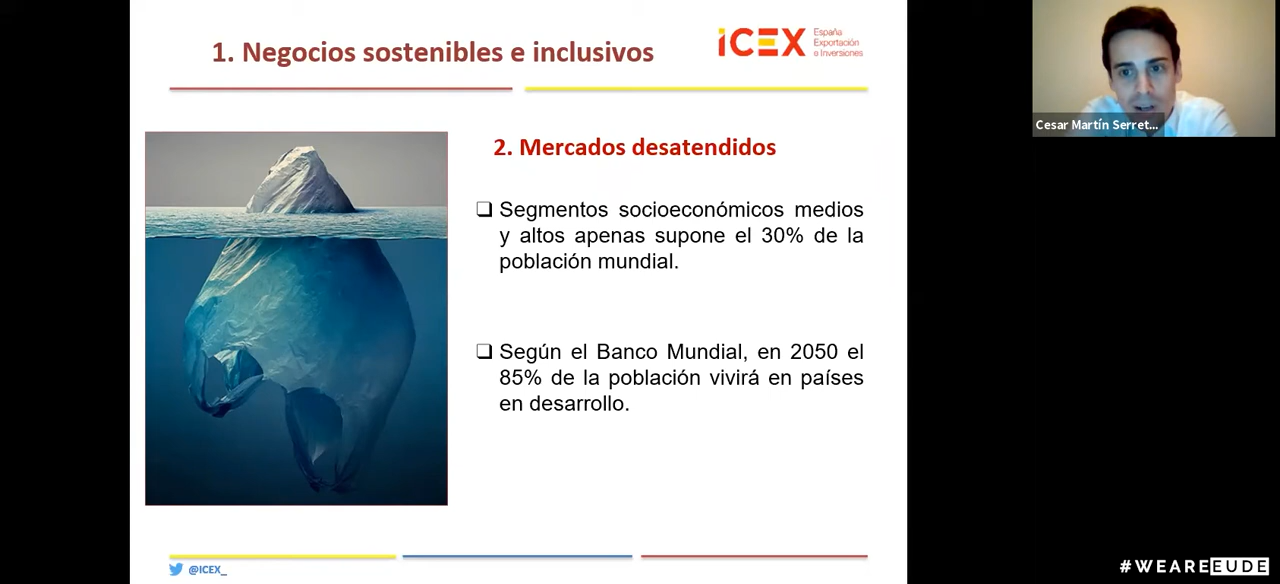 1. Negocios sostenibles e inclusivos
ICEX
España
Exportación
e Inversiones
Cesar Martín Serret...
2. Mercados desatendidos
❑ Segmentos socioeconómicos medios
y altos apenas supone el 30% de la
población mundial.
❑ Según el Banco Mundial, en 2050 el
85% de la población vivirá en países
en desarrollo.
@ICEX_
#WEAREEUDE